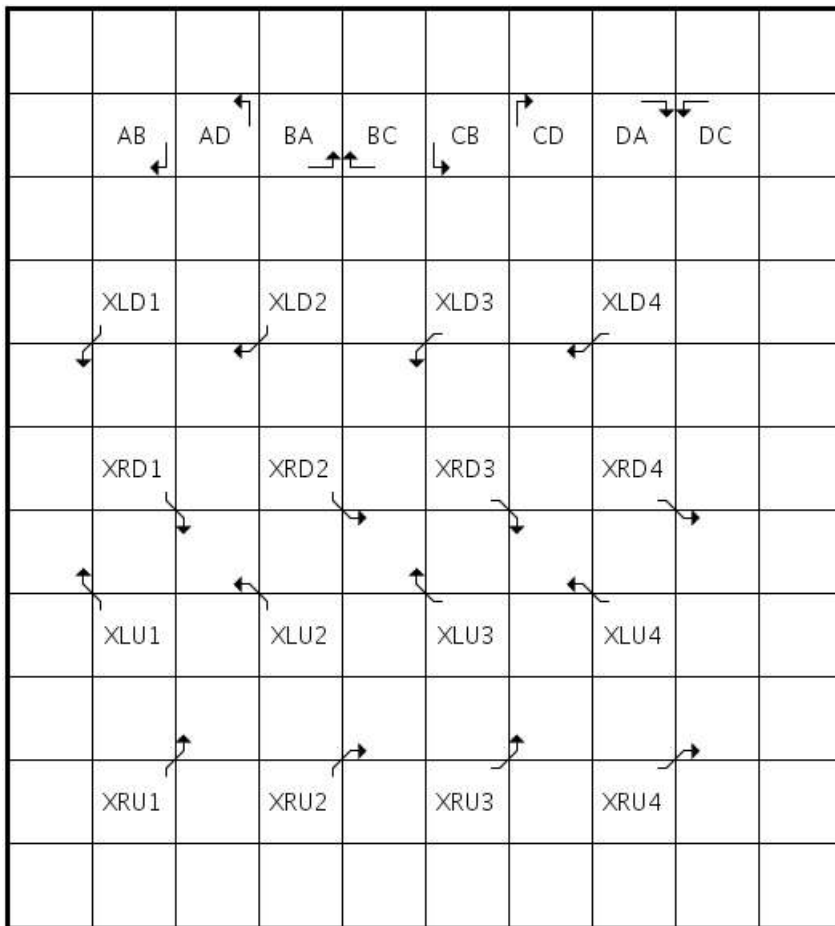 AB AD BA BC CB CD DA DC
XLD1 XLD2 XLD3 XLD4
XRD1 XRD2 XRD3 XRD4
XLU1 XLU2 XLU3 XLU4
XRU1 XRU2 XRU3 XRU4